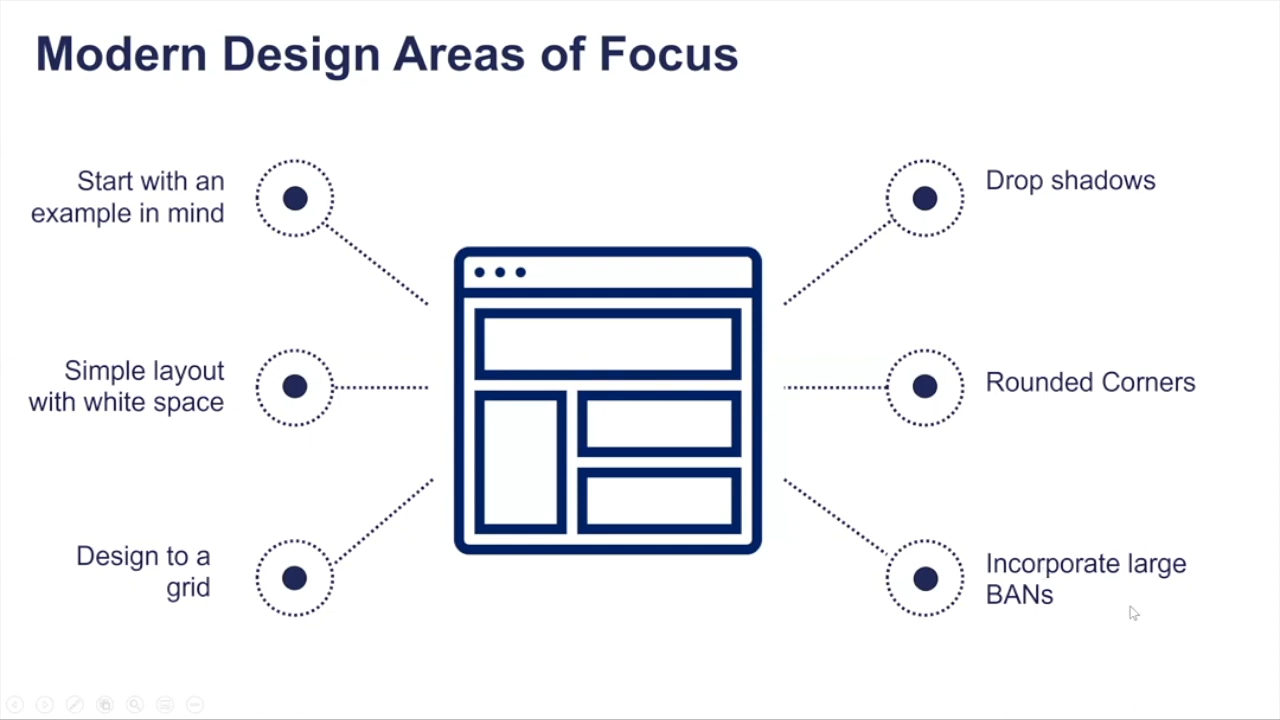 Modern Design Areas of Focus
Start with an
example in mind
Simple layout
with white space
Design to a
grid
Drop shadows
Rounded Corners
Incorporate large
BANs